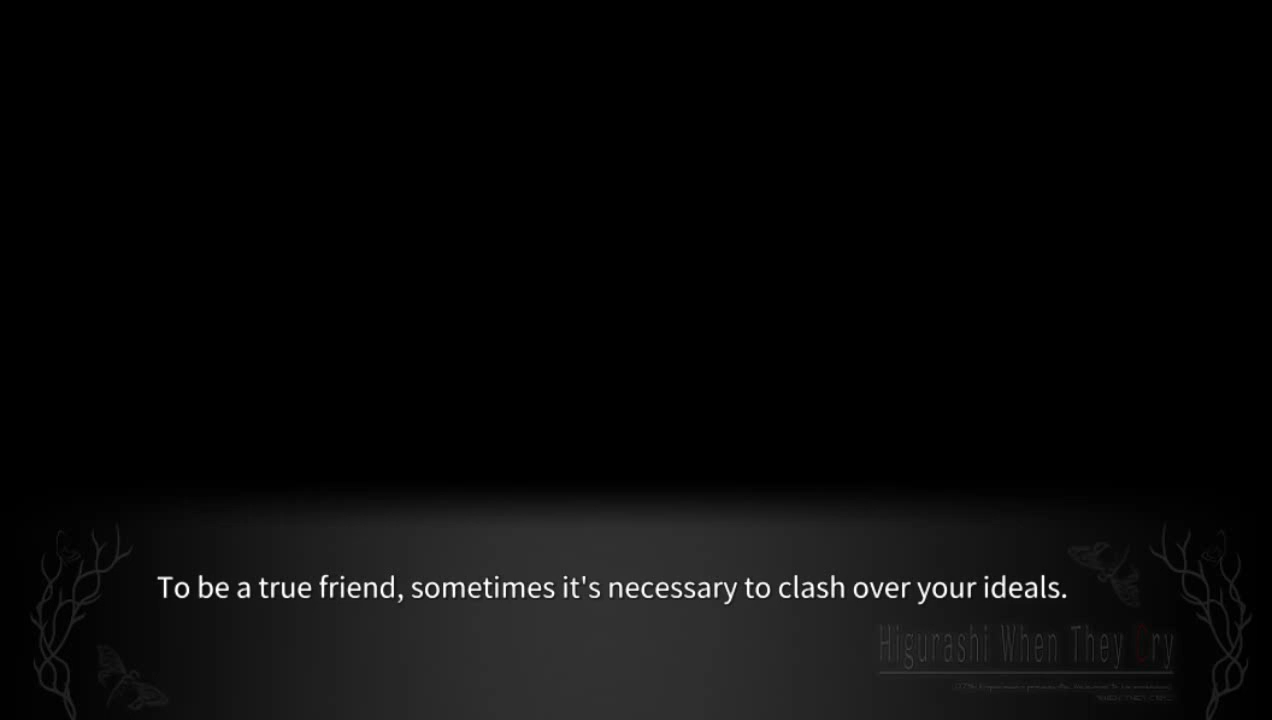 To be a true friend, sometimes it's necessary to clash over your ideals.
Higurashi When They Cry